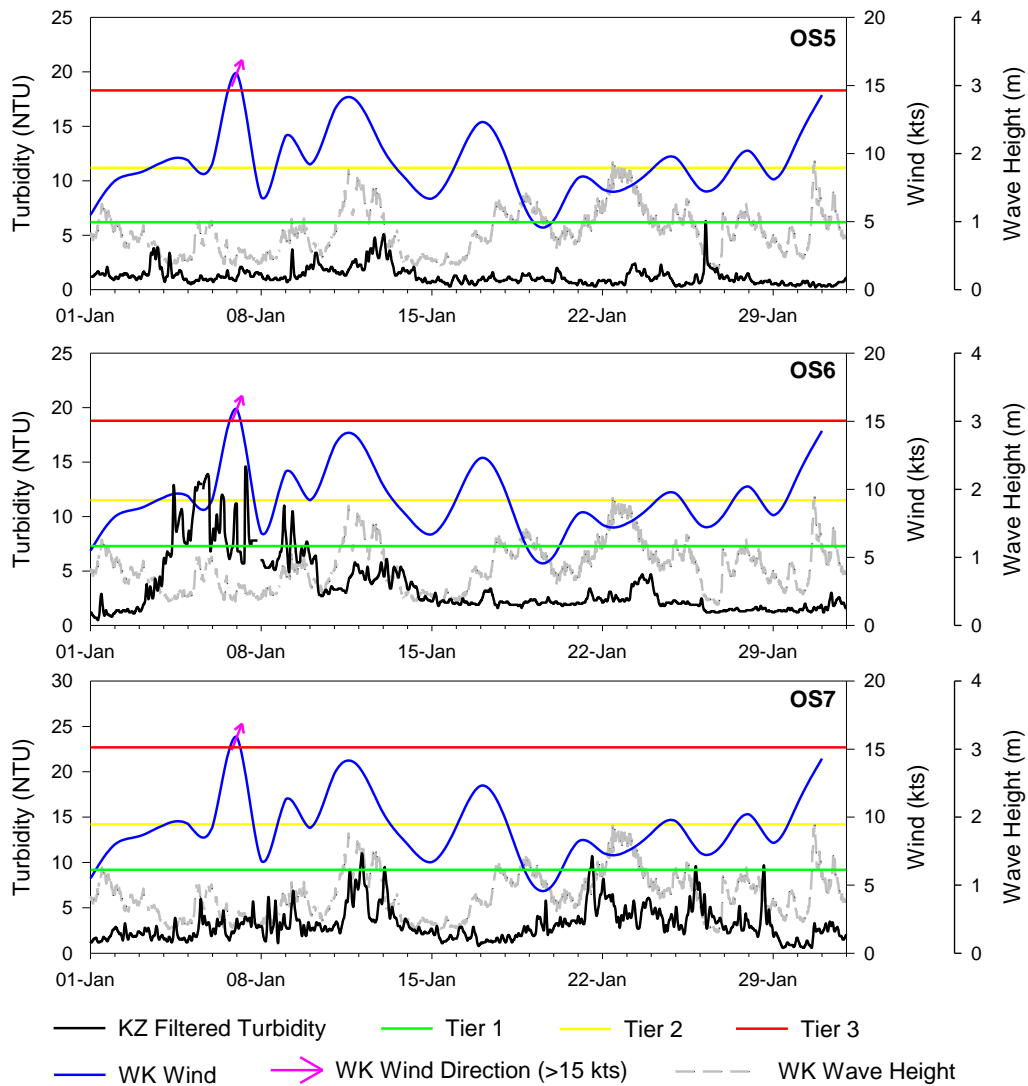 25 20 4
OS5
20 15 3
15
10 2
10
5 1
5
0 0 0
Turbidity (NTU)
Wind (kts)
Wave Height (m)
01-Jan 08-Jan 15-Jan 22-Jan 29-Jan
25 20 4
OS6
20 15 3
15
10 2
10
5 1
5
0 0 0
Turbidity (NTU)
Wind (kts)
Wave Height (m)
01-Jan 08-Jan 15-Jan 22-Jan 29-Jan
30 20 4
OS7
25
20 15 3
15 10 2
10
5 1
5
0 0 0
Turbidity (NTU)
Wind (kts)
Wave Height (m)
01-Jan 08-Jan 15-Jan 22-Jan 29-Jan
KZ Filtered Turbidity Tier 1 Tier 2 Tier 3
WK Wind WK Wind Direction (>15 kts) WK Wave Height